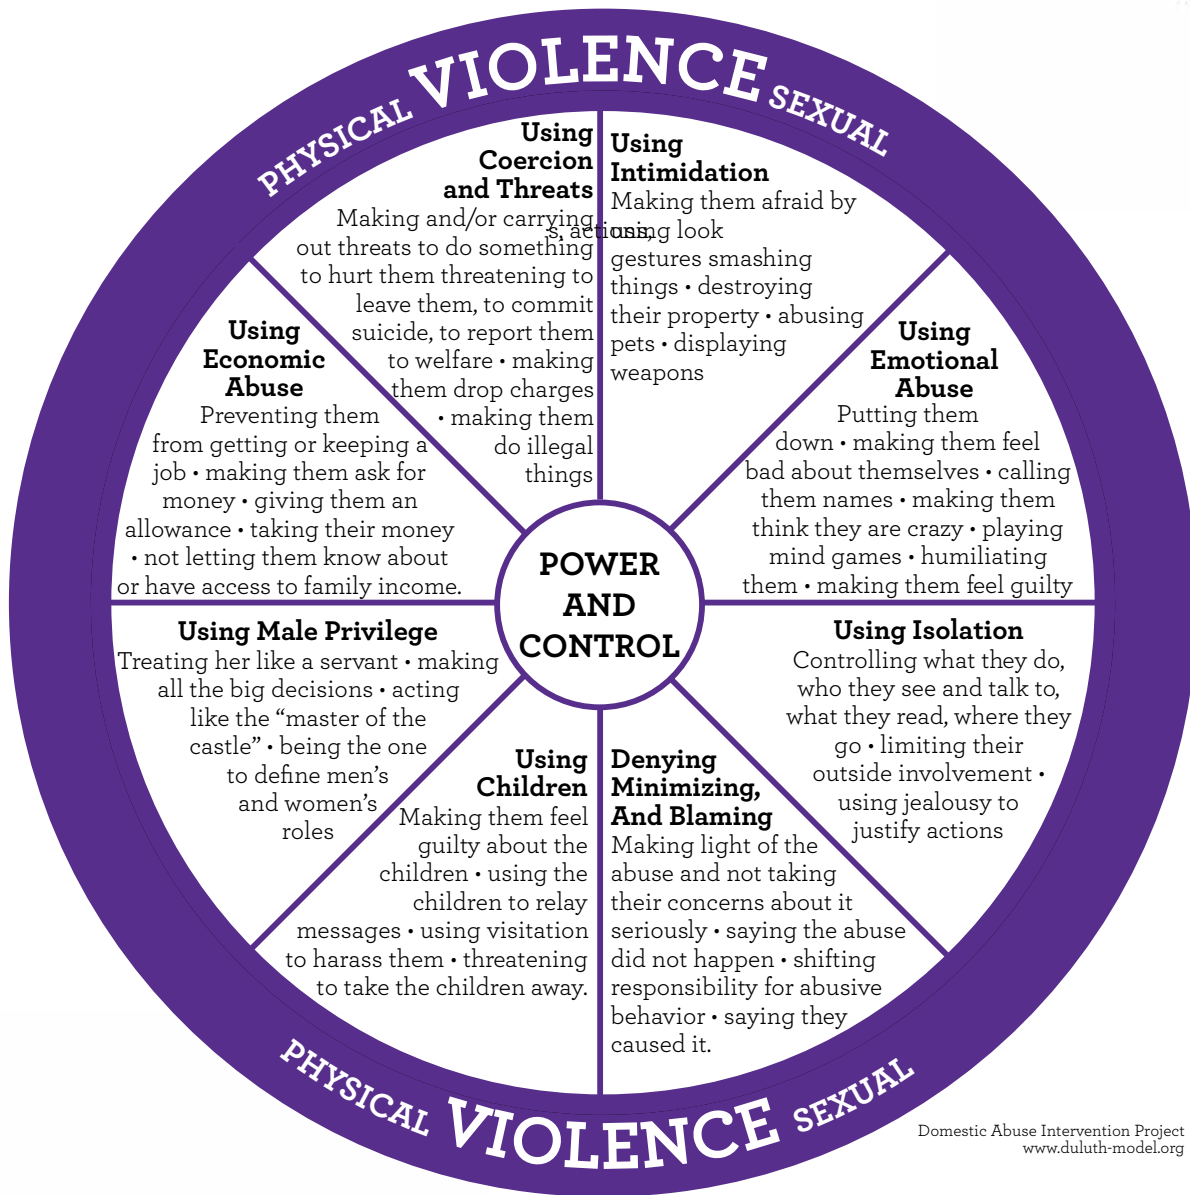 PHYSICAL VIOLENCE SEXUAL
Using
Coercion
and Threats
Making and/or carrying
out threats to do something
to hurt them threatening to
leave them, to commit
suicide, to report them
to welfare • making
them drop charges
• making them
do illegal
things
Using
Intimidation
Making them afraid by
using look
s, actions,
gestures smashing
things • destroying
their property • abusing
pets • displaying
weapons
Using
Economic
Abuse
Preventing them
from getting or keeping a
job • making them ask for
money • giving them an
allowance • taking their money
• not letting them know about
or have access to family income.
Using
Emotional
Abuse
Putting them
down • making them feel
bad about themselves • calling
them names • making them
think they are crazy • playing
mind games • humiliating
them • making them feel guilty
POWER
AND
CONTROL
Using Male Privilege
Treating her like a servant • making
all the big decisions • acting
like the “master of the
castle” • being the one
to define men’s
and women’s
roles
Using Isolation
Controlling what they do,
who they see and talk to,
what they read, where they
go • limiting their
outside involvement •
using jealousy to
justify actions
Using
Children
Making them feel
guilty about the
children • using the
children to relay
messages • using visitation
to harass them • threatening
to take the children away.
Denying
Minimizing,
And Blaming
Making light of the
abuse and not taking
their concerns about it
seriously • saying the abuse
did not happen • shifting
responsibility for abusive
behavior • saying they
caused it.
PHYSICAL VIOLENCE SEXUAL
Domestic Abuse Intervention Project
www.duluth-model.org